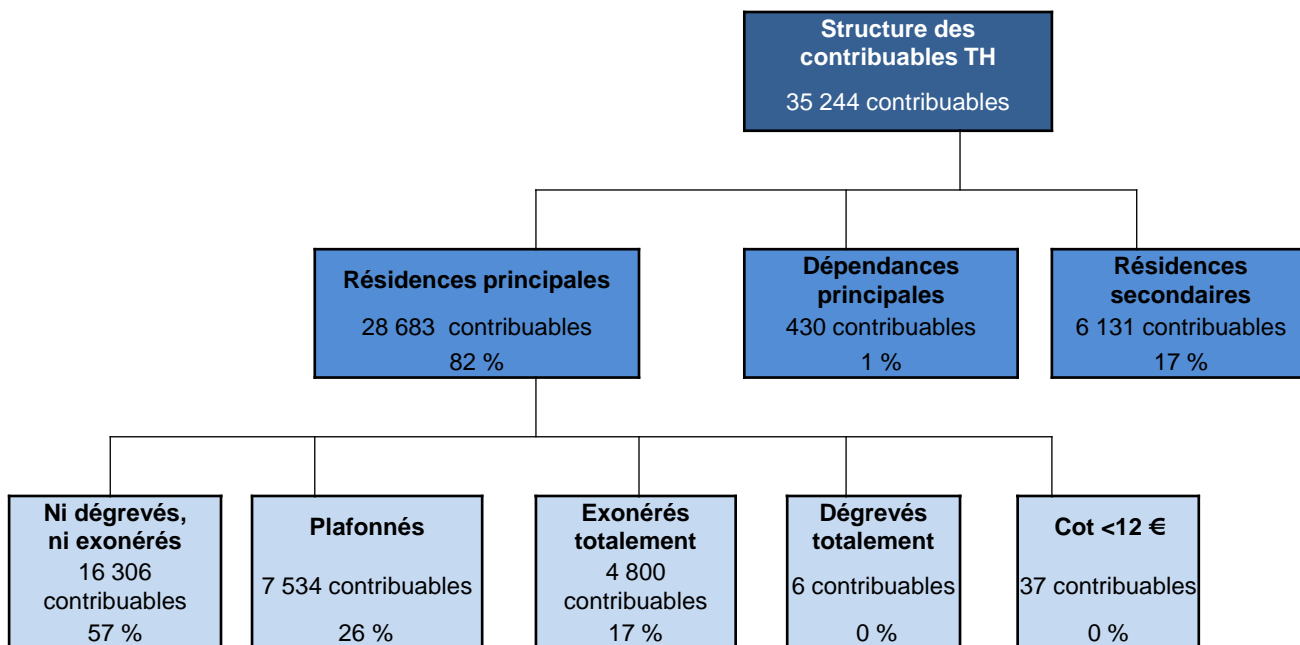 Structure des
contribuables TH
35 244 contribuables
Résidences principales
28 683 contribuables
82 %
Dépendances
principales
430 contribuables
1 %
Résidences
secondaires
6 131 contribuables
17 %
Ni dégrevés,
ni exonérés
16 306
contribuables
57 %
Plafonnés
7 534 contribuables
26 %
Exonérés
totalement
4 800
contribuables
17 %
Dégrevés
totalement
6 contribuables
0 %
Cot <12 €
37 contribuables
0 %